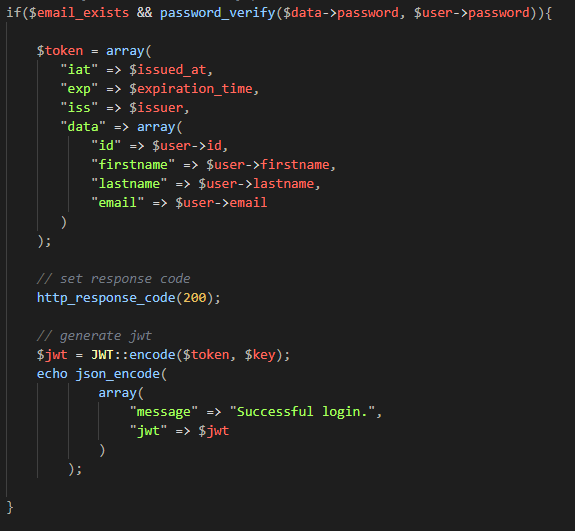 if($email_exists && password_verify($data->password, $user->password)){
$token = array(
"iat" => $issued_at,
"exp" => $expiration_time,
"iss" => $issuer,
"data" => array(
"id" => $user->id,
"firstname" => $user->firstname,
"lastname" => $user->lastname,
"email" => $user->email
)
);
// set response code
http_response_code(200);
// generate jwt
$jwt = JWT::encode($token, $key);
echo json_encode(
array(
"message" => "Successful login.",
"jwt" => $jwt
)
);
}